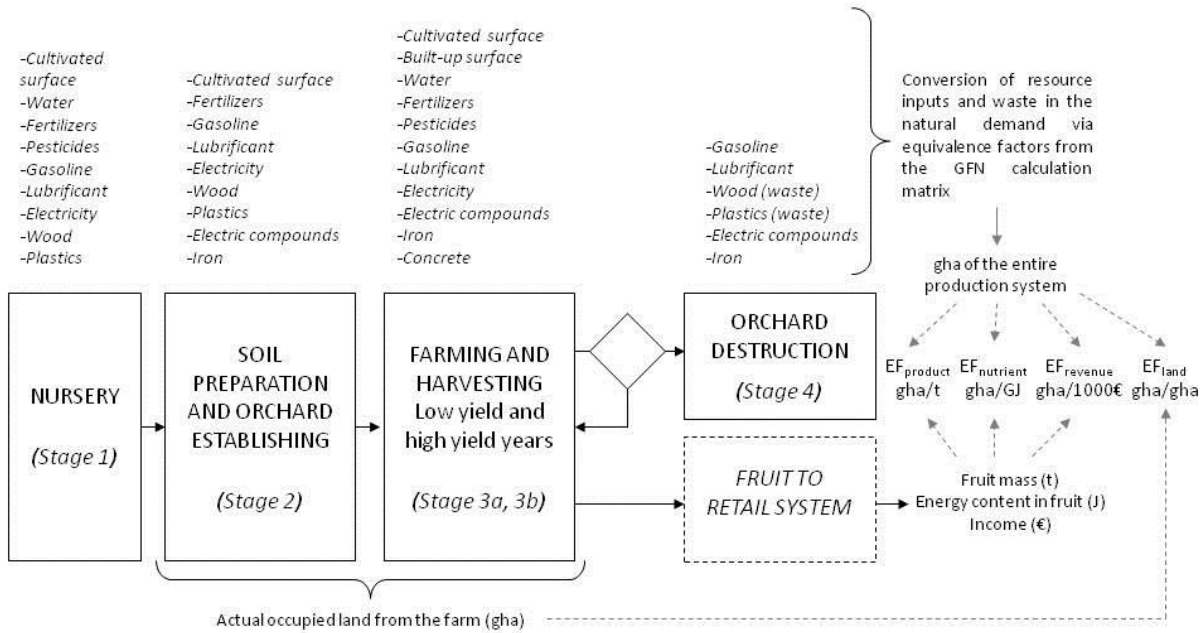 -Cultivated
surface
-Water
-Fertilizers
-Pesticides
-Gasoline
-Lubrificant
-Electricity
-Wood
-Plastics
-Cultivated surface
-Fertilizers
-Gasoline
-Lubrificant
-Electricity
-Wood
-Plastics
-Electric compounds
-Iron
-Cultivated surface
-Built-up surface
-Water
-Fertilizers
-Pesticides
-Gasoline
-Lubrificant
-Electricity
-Electric compounds
-Iron
-Concrete
-Gasoline
-Lubrificant
-Wood (waste)
-Plastics (waste)
-Electric compounds
-Iron
Conversion of resource
inputs and waste in the
natural demand via
equivalence factors from
the GFN calculation
matrix
gha of the entire
production system
NURSERY
(Stage 1)
SOIL
PREPARATION
AND ORCHARD
ESTABLISHING
(Stage 2)
FARMING AND
HARVESTING
Low yield and
high yield years
(Stage 3a, 3b)
ORCHARD
DESTRUCTION
(Stage 4)
FRUIT TO
RETAIL SYSTEM
EFproduct
gha/t
EFnutrient
gha/GJ
EFrevenue
gha/1000€
EFland
gha/gha
Fruit mass (t)
Energy content in fruit (J)
Income (€)
Actual occupied land from the farm (gha)